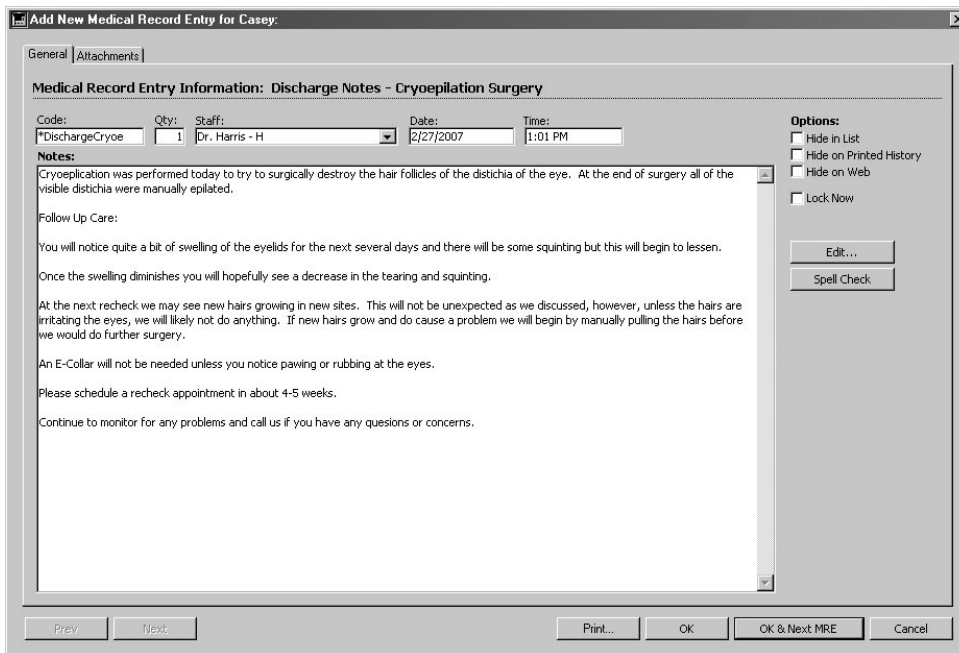 Add New Medical Record Entry for Casey:
General Attachments
Medical Record Entry Information: Discharge Notes - Cryoepilation Surgery
Code: Qty: Staff: Date: Time: Options:
*DischargeCryoe 1 Dr. Harris - H 2/27/2007 1:01 PM Hide in List
Hide on Printed History
Hide on Web
Lock Now
Edit...
Spell Check
Notes:
Cryoeplication was performed today to try to surgically destroy the hair follicles of the distichia of the eye. At the end of surgery all of the
visible distichia were manually epilated.
Follow Up Care:
You will notice quite a bit of swelling of the eyelids for the next several days and there will be some squinting but this will begin to lessen.
Once the swelling diminishes you will hopefully see a decrease in the tearing and squinting.
At the next recheck we may see new hairs growing in new sites. This will not be unexpected as we discussed, however, unless the hairs are
irritating the eyes, we will likely not do anything. If new hairs grow and do cause a problem we will begin by manually pulling the hairs before
we would do further surgery.
An E-Collar will not be needed unless you notice pawing or rubbing at the eyes.
Please schedule a recheck appointment in about 4-5 weeks.
Continue to monitor for any problems and call us if you have any quesions or concerns.
Prev Next Print... OK OK & Next MRE Cancel